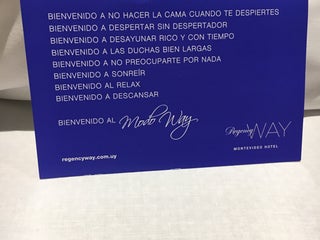 BIENVENIDO A NO HACER LA CAMA CUANDO TE DESPIERTES
BIENVENIDO A DESPERTAR SIN DESPERTADOR
BIENVENIDO A DESAYUNAR RICO Y CON TIEMPO
BIENVENIDO A LAS DUCHAS BIEN LARGAS
BIENVENIDO A NO PREOCUPARTE POR NADA
BIENVENIDO A SONREÍR
BIENVENIDO AL RELAX
BIENVENIDO A DESCANSAR
BIENVENIDO AL Modo Way
Regency WAY
MONTEVIDEO HOTEL
regencyway.com.uy